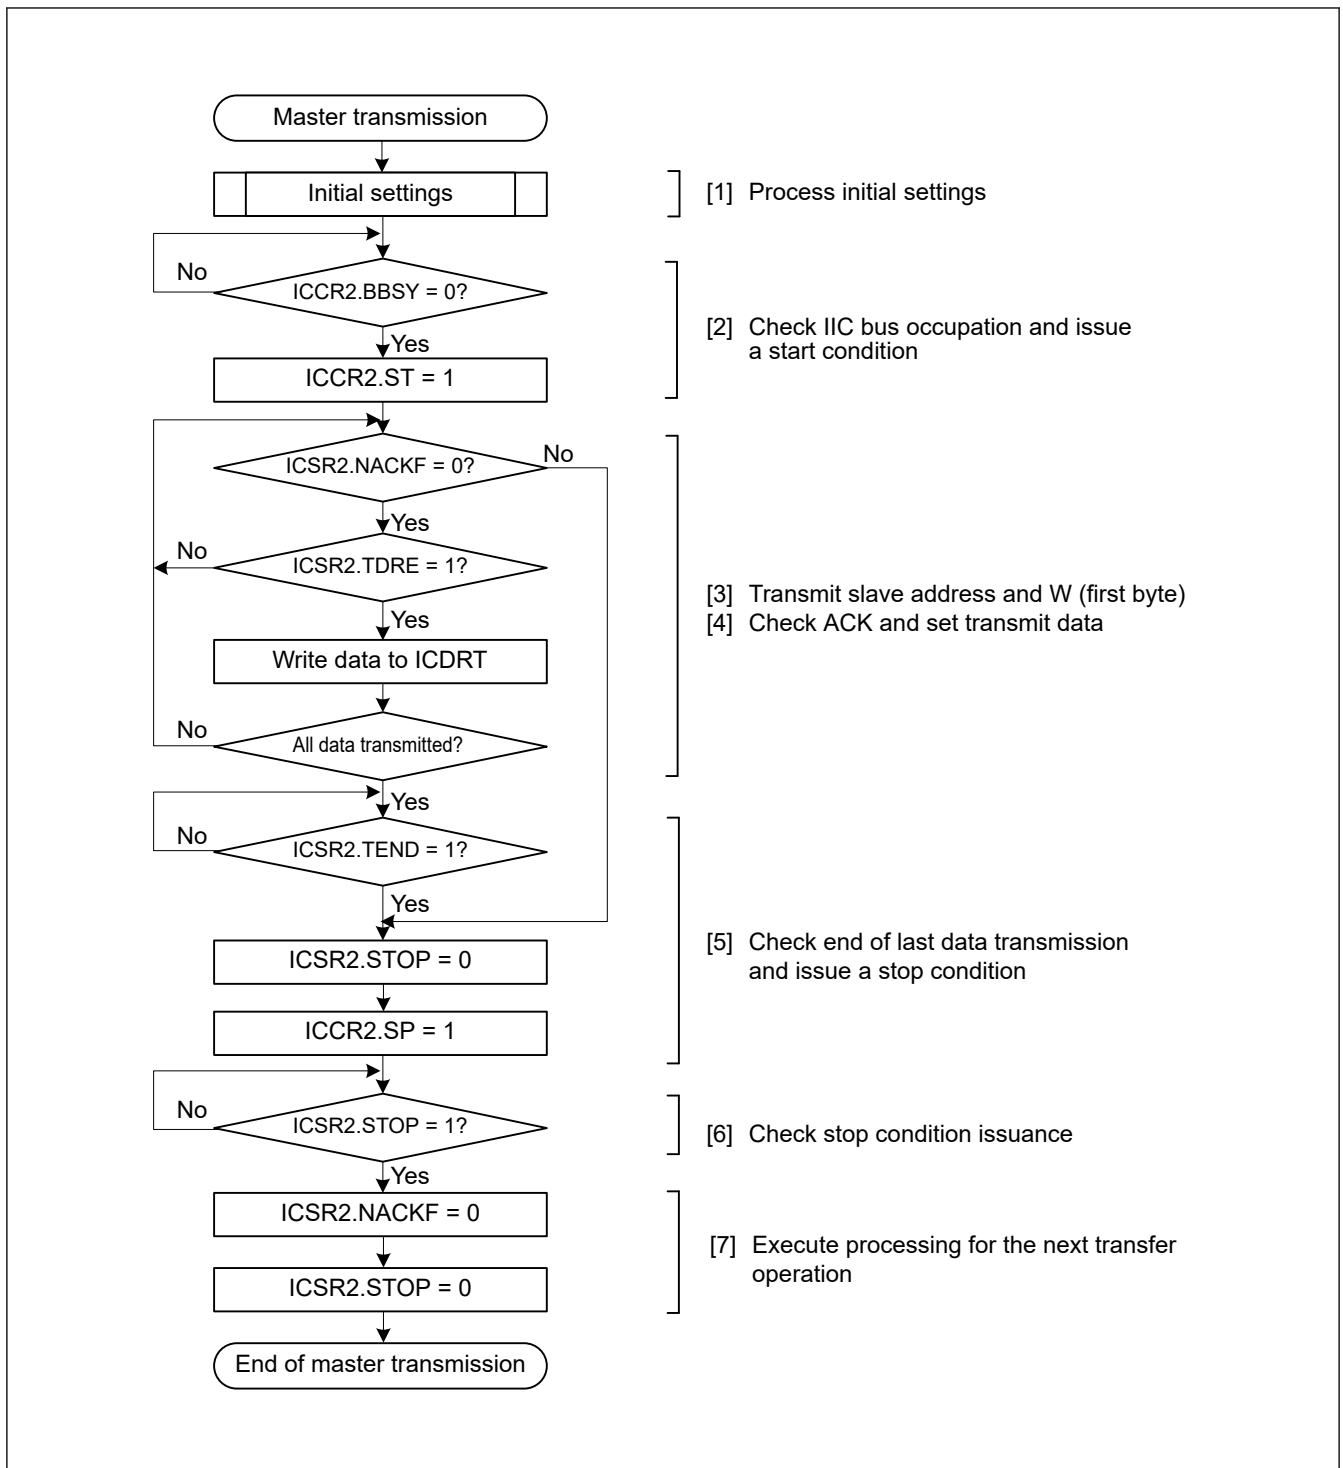 Master transmission
Initial settings
[1] Process initial settings
No
ICCR2.BBSY = 0?
Yes
[2] Check IIC bus occupation and issue
a start condition
ICCR2.ST = 1
ICSR2.NACKF = 0?
No
Yes
No
ICSR2.TDRE = 1?
Yes
[3] Transmit slave address and W (first byte)
[4] Check ACK and set transmit data
Write data to ICDRT
No
All data transmitted?
Yes
No
ICSR2.TEND = 1?
Yes
[5] Check end of last data transmission
and issue a stop condition
ICSR2.STOP = 0
ICCR2.SP = 1
No
ICSR2.STOP = 1?
[6] Check stop condition issuance
Yes
ICSR2.NACKF = 0
[7] Execute processing for the next transfer
operation
ICSR2.STOP = 0
End of master transmission